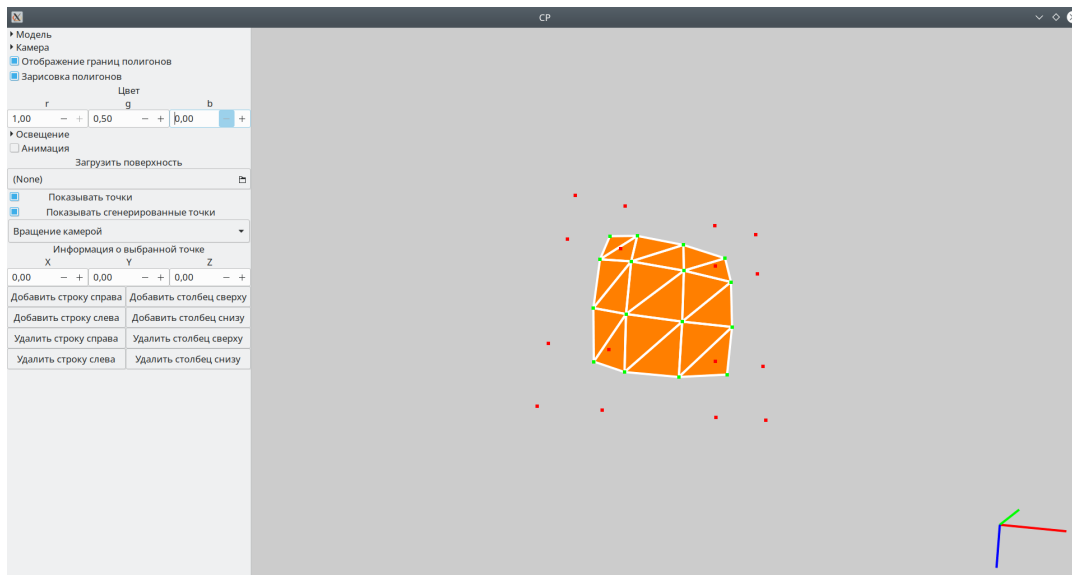 CP
Модель
Камера
Отображение границ полигонов
Зарисовка полигонов
Цвет
r g b
1,00 − + 0,50 − + 0,00 − +
Освещение
Анимация
Загрузить поверхность
(None)
Показывать точки
Показывать сгенерированные точки
Вращение камерой
Информация о выбранной точке
X Y Z
0,00 − + 0,00 − + 0,00 − +
Добавить строку справа Добавить столбец сверху
Добавить строку слева Добавить столбец снизу
Удалить строку справа Удалить столбец сверху
Удалить строку слева Удалить столбец снизу